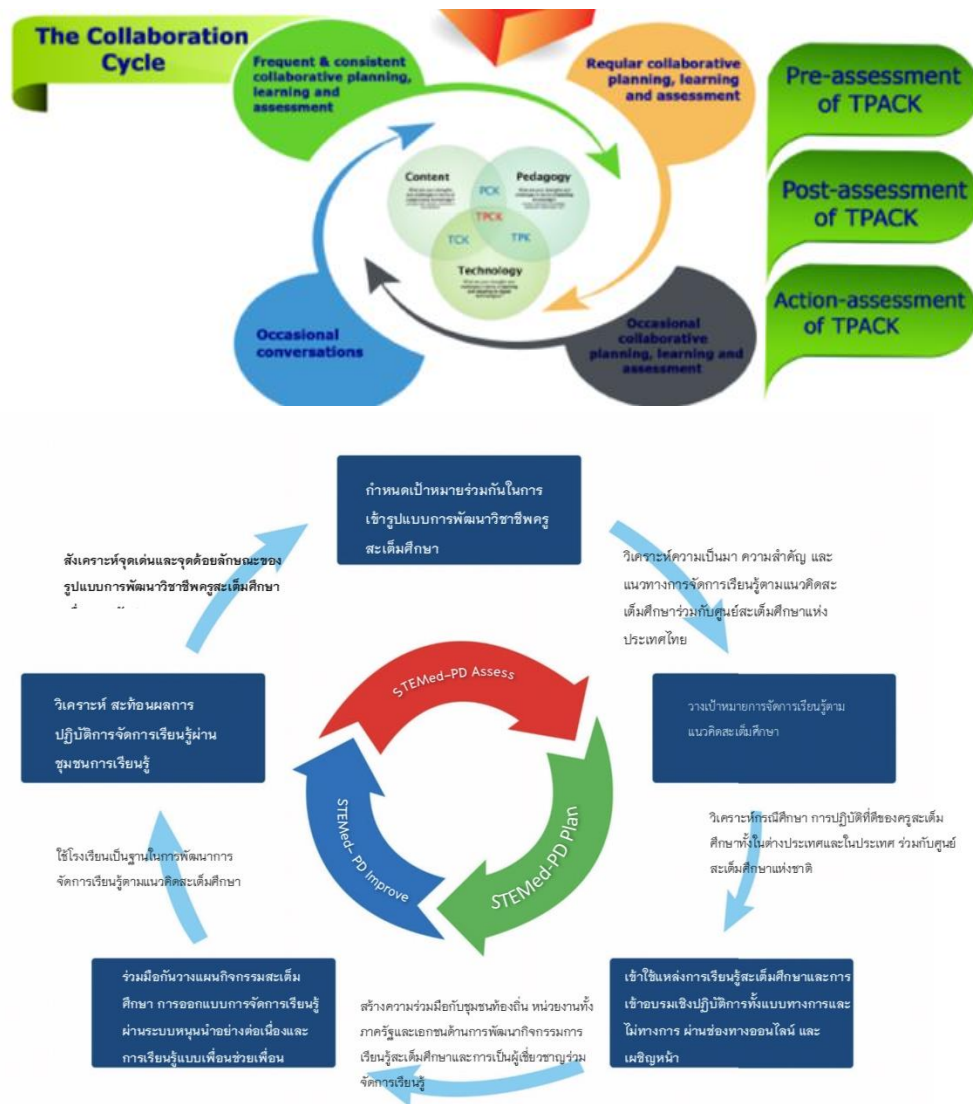 The Collaboration
Cycle
Frequent & consistent
collaborative planning,
learning and
assessment
Regular collaborative
planning, learning
and assessment
Pre-assessment
of TPACK
Content
Pedagogy
PCK
TPCK
TCK
TPK
Technology
Post-assessment
of TPACK
Occasional
conversations
Occasional
collaborative
planning, learning and
assessment
Action-assessment
of TPACK
กำหนดเป้าหมายร่วมกันในการ
เข้ารูปแบบการพัฒนาวิชาชีพครู
สะเต็มศึกษา
สังเคราะห์จุดเด่นและจุดด้อยลักษณะของ
รูปแบบการพัฒนาวิชาชีพครูสะเต็มศึกษา
วิเคราะห์ความเป็นมา ความสำคัญ และ
แนวทางการจัดการเรียนรู้ตามแนวคิดสะ
เต็มศึกษาร่วมกับศูนย์สะเต็มศึกษาแห่ง
ประเทศไทย
STEMed-PD Assess
วิเคราะห์ สะท้อนผลการ
ปฏิบัติการจัดการเรียนรู้ผ่าน
ชุมชนการเรียนรู้
วางเป้าหมายการจัดการเรียนรู้ตาม
แนวคิดสะเต็มศึกษา
STEMed- PD Improve
STEMed-PD Plan
วิเคราะห์กรณีศึกษา การปฏิบัติที่ดีของครูสะเต็ม
ศึกษาทั้งในต่างประเทศและในประเทศ ร่วมกับศูนย์
สะเต็มศึกษาแห่งชาติ
ใช้โรงเรียนเป็นฐานในการพัฒนาการ
จัดการเรียนรู้ตามแนวคิดสะเต็มศึกษา
ร่วมมือกันวางแผนกิจกรรมสะเต็ม
ศึกษา การออกแบบการจัดการเรียนรู้
ผ่านระบบหนุนนำอย่างต่อเนื่องและ
การเรียนรู้แบบเพื่อนช่วยเพื่อน
สร้างความร่วมมือกับชุมชนท้องถิ่น หน่วยงานทั้ง
ภาครัฐและเอกชนด้านการพัฒนากิจกรรมการ
เรียนรู้สะเต็มศึกษาและการเป็นผู้เชี่ยวชาญร่วม
จัดการเรียนรู้
เข้าใช้แหล่งการเรียนรู้สะเต็มศึกษาและการ
เข้าอบรมเชิงปฏิบัติการทั้งแบบทางการและ
ไม่ทางการ ผ่านช่องทางออนไลน์ และ
เผชิญหน้า